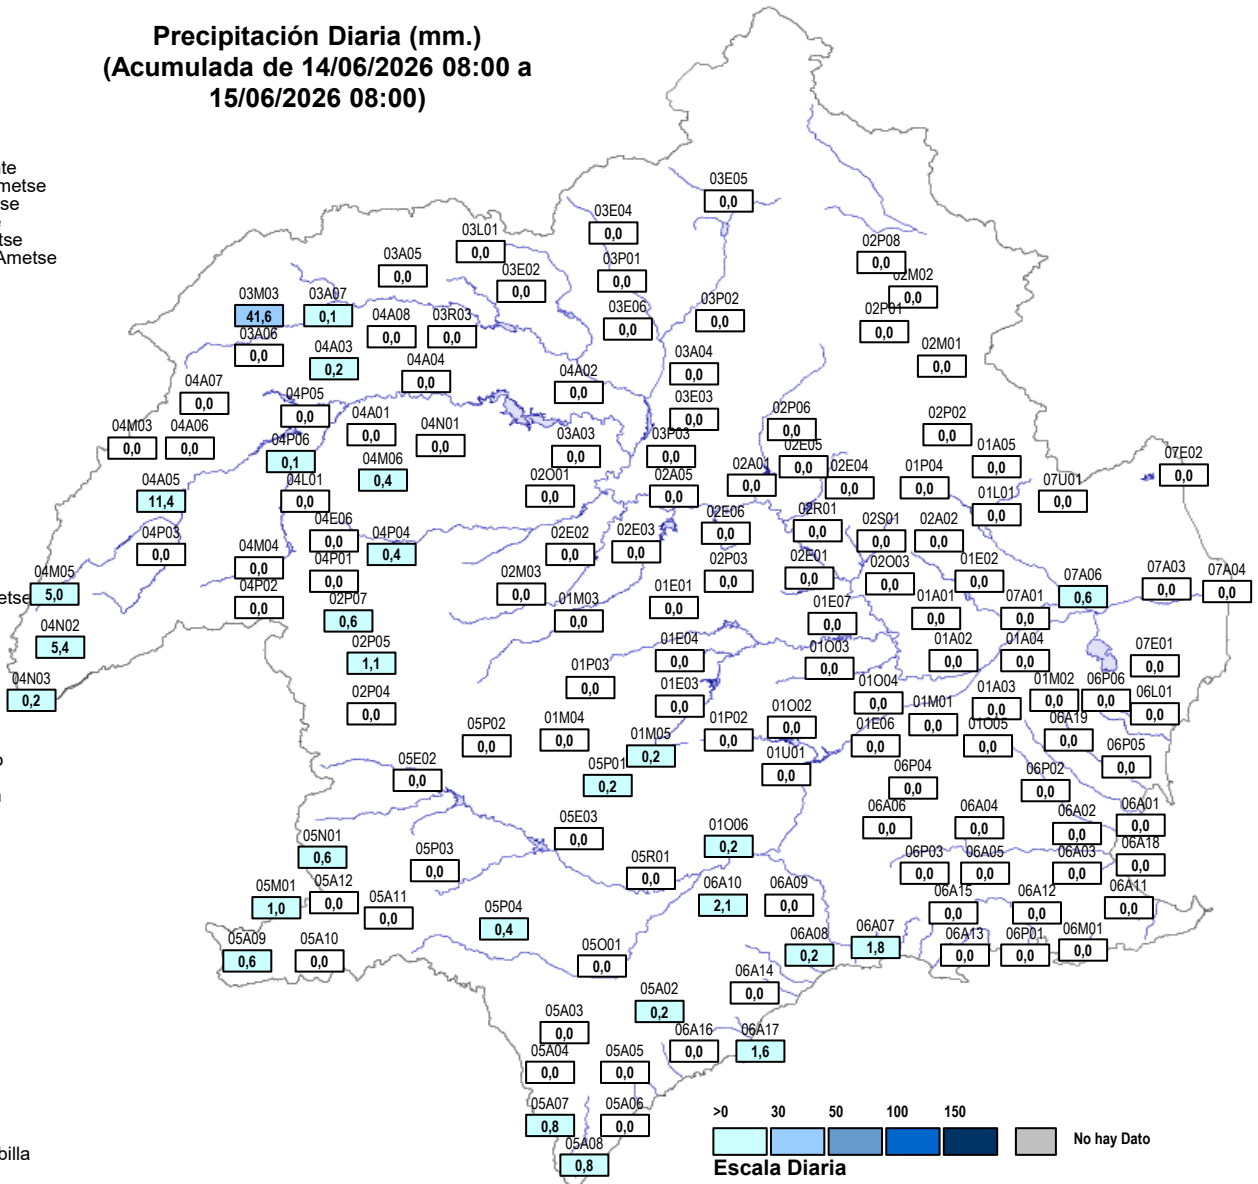 Precipitación Diaria (mm.)
(Acumulada de 14/06/2026 08:00 a
15/06/2026 08:00)
03E05
0,0
03E04
0,0
03L01
0,0
03A05
0,0
03E02
0,0
03P01
0,0
02P08
0,0
02M02
0,0
03M03
41,6
03A07
0,1
04A08
0,0
03R03
0,0
03E06
0,0
03P02
0,0
02P01
0,0
03A06
0,0
04A03
0,2
04A04
0,0
04A02
0,0
03A04
0,0
02M01
0,0
04A07
0,0
04P05
0,0
03E03
0,0
04M03
0,0
04A06
0,0
04A01
0,0
04N01
0,0
02P06
0,0
02P02
0,0
04P06
0,1
03A03
0,0
03P03
0,0
02E05
0,0
01A05
0,0
07E02
0,0
04M06
0,4
02A01
0,0
02E04
0,0
01P04
0,0
04A05
11,4
04L01
0,0
02O01
0,0
02A05
0,0
07U01
0,0
01L01
0,0
04E06
0,0
04P04
0,4
02E06
0,0
02R01
0,0
02S01
0,0
02A02
0,0
04P03
0,0
02E02
0,0
02E03
0,0
04M04
0,0
04P01
0,0
02P03
0,0
02E01
0,0
02O03
0,0
01E02
0,0
04M05
5,0
02M03
0,0
07A06
0,6
07A03
0,0
07A04
0,0
04P02
0,0
02P07
0,6
01M03
0,0
01E01
0,0
01E07
0,0
01A01
0,0
07A01
0,0
04N02
5,4
02P05
1,1
01E04
0,0
01O03
0,0
01A02
0,0
01A04
0,0
07E01
0,0
04N03
0,2
01P03
0,0
01E03
0,0
01O04
0,0
01A03
0,0
01M02
0,0
06P06
0,0
06L01
0,0
02P04
0,0
01M01
0,0
05P02
0,0
01M04
0,0
01M05
0,2
01P02
0,0
01O02
0,0
01E06
0,0
01O05
0,0
06A19
0,0
05E02
0,0
05P01
0,2
01U01
0,0
06P04
0,0
06P02
0,0
06P05
0,0
05E03
0,0
01O06
0,2
06A06
0,0
06A04
0,0
06A02
0,0
06A01
0,0
05N01
0,6
05P03
0,0
05R01
0,0
06P03
0,0
06A05
0,0
06A03
0,0
06A18
0,0
05M01
1,0
05A12
0,0
05A11
0,0
06A10
2,1
06A09
0,0
06A15
0,0
06A12
0,0
06A11
0,0
05P04
0,4
05A09
0,6
05A10
0,0
05O01
0,0
06A08
0,2
06A07
1,8
06A13
0,0
06P01
0,0
06M01
0,0
06A14
0,0
05A02
0,2
05A03
0,0
06A16
0,0
06A17
1,6
05A04
0,0
05A05
0,0
05A07
0,8
05A06
0,0
05A08
0,8
>0 30 50 100 150
No hay Dato
Escala Diaria